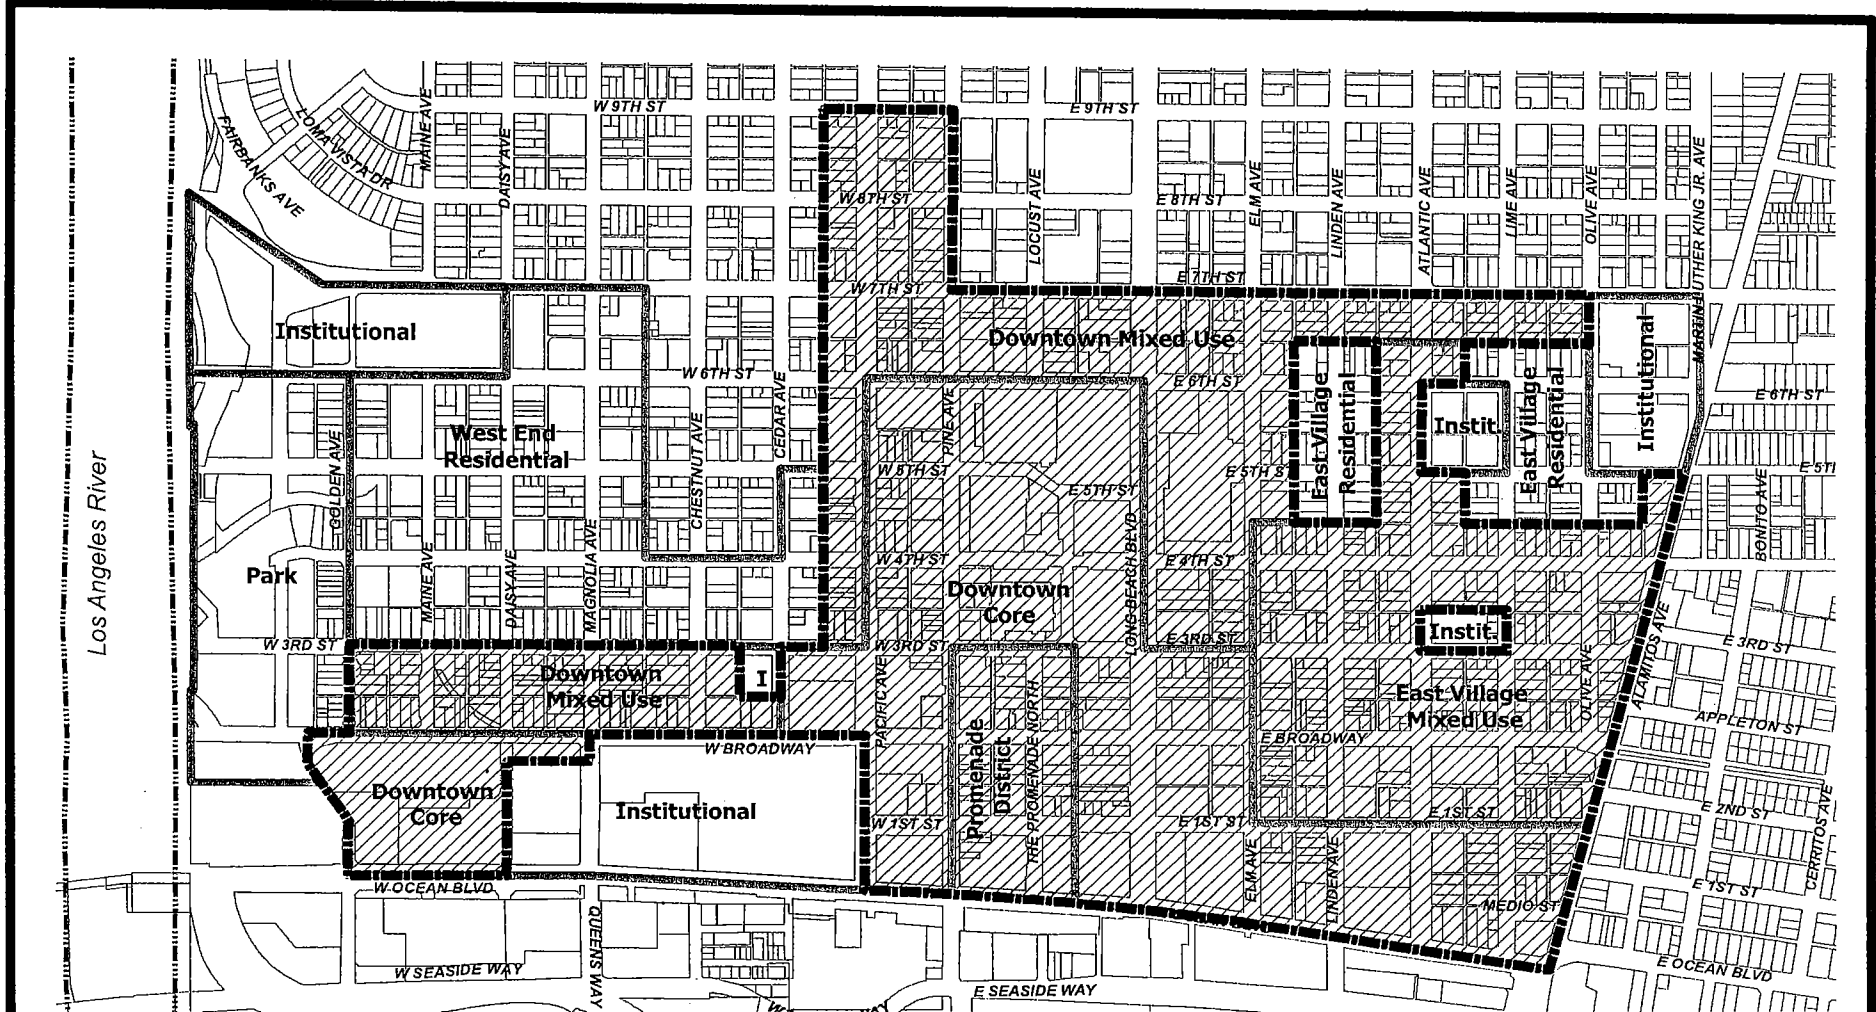 W 9TH ST
E 9TH ST
MAINE AVE
LOMA VISTA DR
FAIRBANKS AVE
DAISY AVE
W 8TH ST
E 8TH ST
LOCUST AVE
ELM AVE
LINDEN AVE
ATLANTIC AVE
LIME AVE
OLIVE AVE
MARTIN LUTHER KING JR. AVE
W 7TH ST
E 7TH ST
Institutional
Downtown Mixed Use
Institutional
W 6TH ST
E 6TH ST
E 6TH ST
CEDAR AVE
PINE AVE
East Village
Residential
Instit.
East Village
Residential
West End
Residential
CHESTNUT AVE
GOLDEN AVE
W 5TH ST
E 5TH ST
E 5TH S
E 5T
Los Angeles River
LONG BEACH BLVD
BONITO AVE
Park
MAINE AVE
DAISY AVE
MAGNOLIA AVE
W 4TH ST
E 4TH ST
Downtown
Core
Instit.
W 3RD ST
W 3RD ST
E 3RD ST
E 3RD ST
ALAMITOS AVE
Downtown
Mixed Use
I
PACIFIC AVE
THE PROMENADE NORTH
Promenade
District
East Village
Mixed Use
OLIVE AVE
APPLETON ST
W BROADWAY
E BROADWAY
Downtown
Core
Institutional
W 1ST ST
E 1ST ST
E 1ST ST
E 2ND ST
CERRITOS AVE
W OCEAN BLVD
ELM AVE
LINDEN AVE
MEDIO ST
E 1ST ST
QUEENS WAY
W SEASIDE WAY
E SEASIDE WAY
E OCEAN BLVD